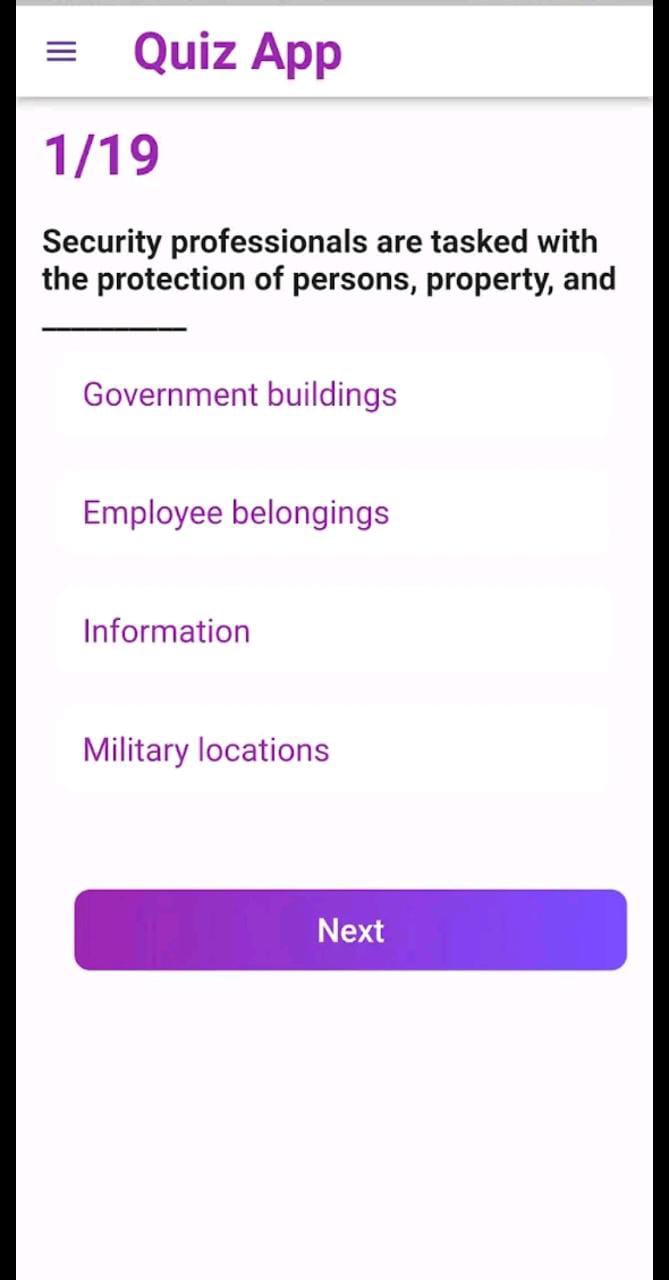 Quiz App
1/19
Security professionals are tasked with
the protection of persons, property, and
__________
Government buildings
Employee belongings
Information
Military locations
Next